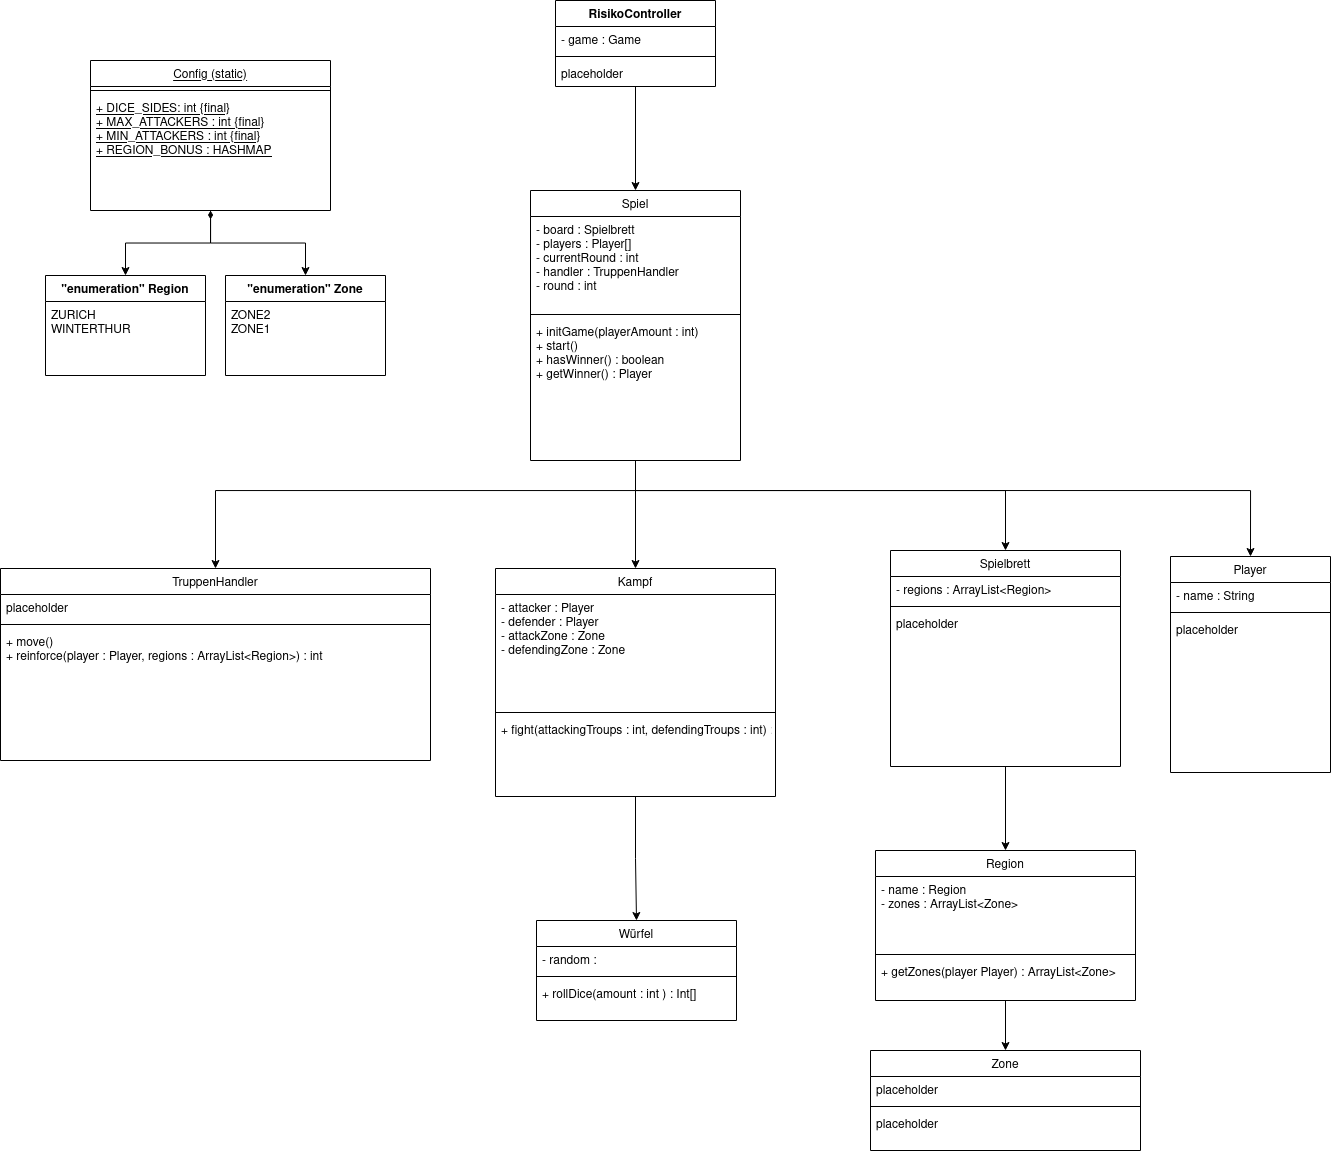 RisikoController
- game : Game
placeholder
Config (static)
+ DICE_SIDES: int {final}
+ MAX_ATTACKERS : int {final}
+ MIN_ATTACKERS : int {final}
+ REGION_BONUS : HASHMAP
"enumeration" Region
ZURICH
WINTERTHUR
"enumeration" Zone
ZONE2
ZONE1
Spiel
- board : Spielbrett
- players : Player[]
- currentRound : int
- handler : TruppenHandler
- round : int
+ initGame(playerAmount : int)
+ start()
+ hasWinner() : boolean
+ getWinner() : Player
TruppenHandler
placeholder
+ move()
+ reinforce(player : Player, regions : ArrayList<Region>) : int
Kampf
- attacker : Player
- defender : Player
- attackZone : Zone
- defendingZone : Zone
+ fight(attackingTroups : int, defendingTroups : int)
Spielbrett
- regions : ArrayList<Region>
placeholder
Player
- name : String
placeholder
Würfel
- random :
+ rollDice(amount : int ) : Int[]
Region
- name : Region
- zones : ArrayList<Zone>
+ getZones(player Player) : ArrayList<Zone>
Zone
placeholder
placeholder